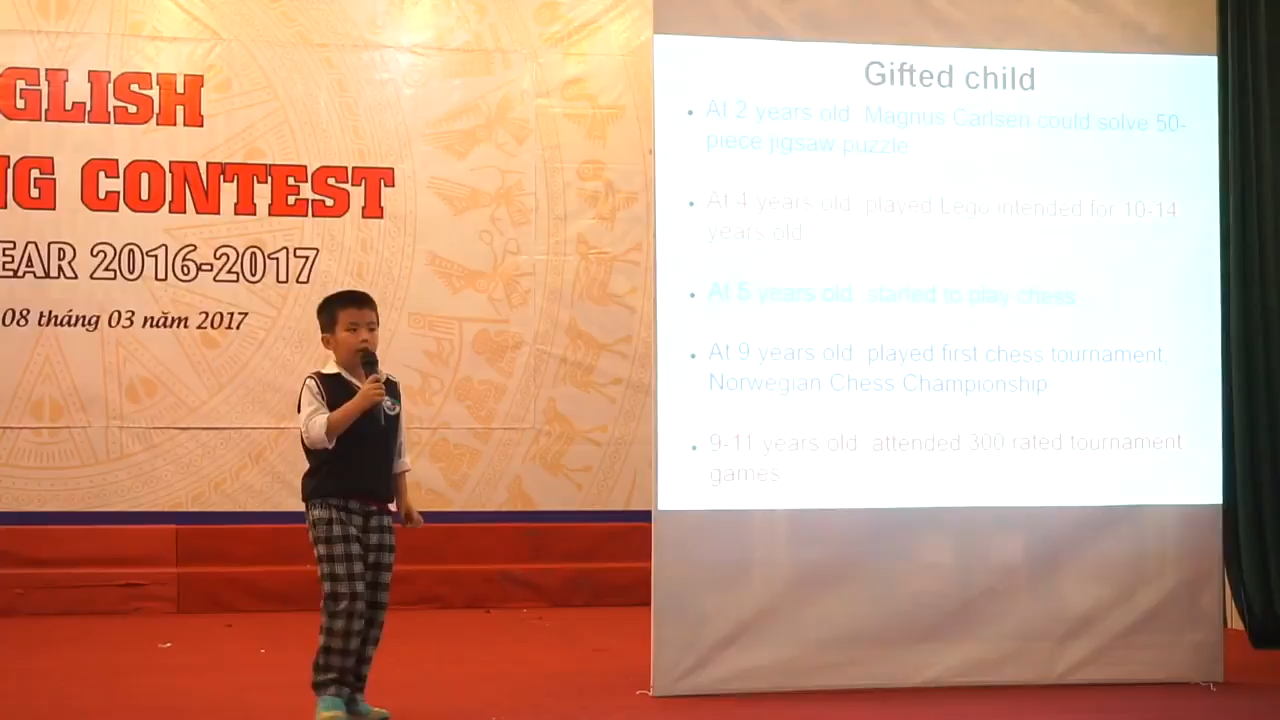 GLISH
NG CONTEST
EAR 2016-2017
08 tháng 03 năm 2017
Gifted child
• At 2 years old Magnus Carlsen could solve 50-
piece jigsaw puzzle
• At 4 years old played Lego intended for 10-14
years old
• At 5 years old started to play chess
• At 9 years old played first chess tournament,
Norwegian Chess Championship
• 9-11 years old attended 300 rated tournament
games